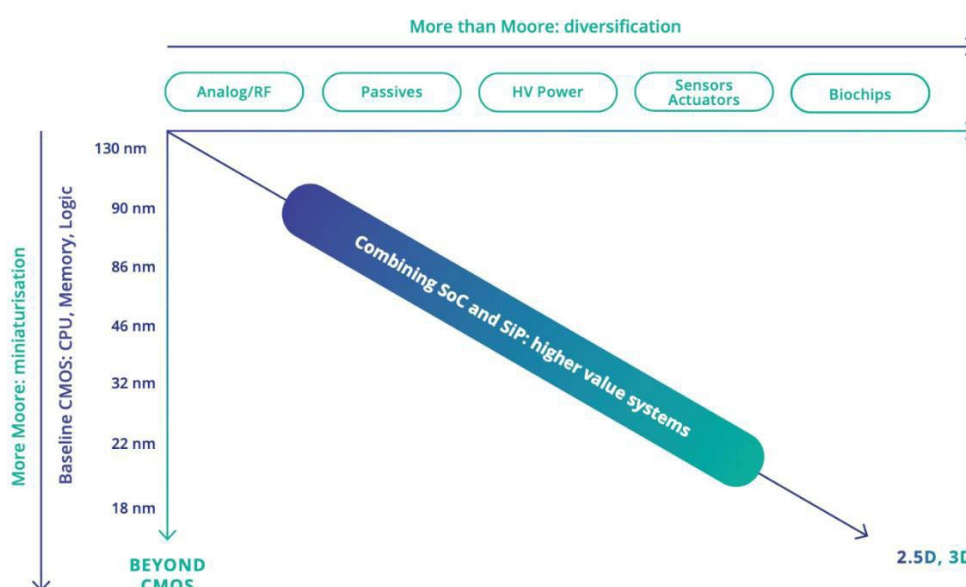 More than Moore: diversification
Analog/RF
Passives
HV Power
Sensors
Actuators
Biochips
130 nm
90 nm
86 nm
46 nm
32 nm
22 nm
18 nm
More Moore: miniaturisation
Baseline CMOS: CPU, Memory, Logic
Combining SoC and SiP: higher value systems
BEYOND
CMOS
2.5D, 3D